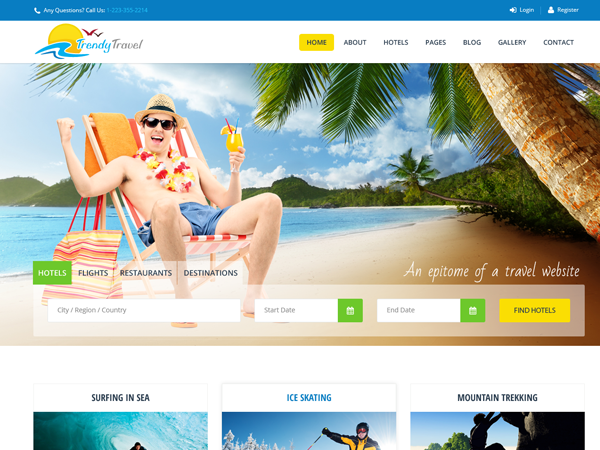 Any Questions? Call Us: 1-223-355-2214
Login
Register
TrendyTravel
HOME
ABOUT
HOTELS
PAGES
BLOG
GALLERY
CONTACT
An epitome of a travel website
HOTELS
FLIGHTS
RESTAURANTS
DESTINATIONS
City / Region / Country
Start Date
End Date
FIND HOTELS
SURFING IN SEA
ICE SKATING
MOUNTAIN TREKKING